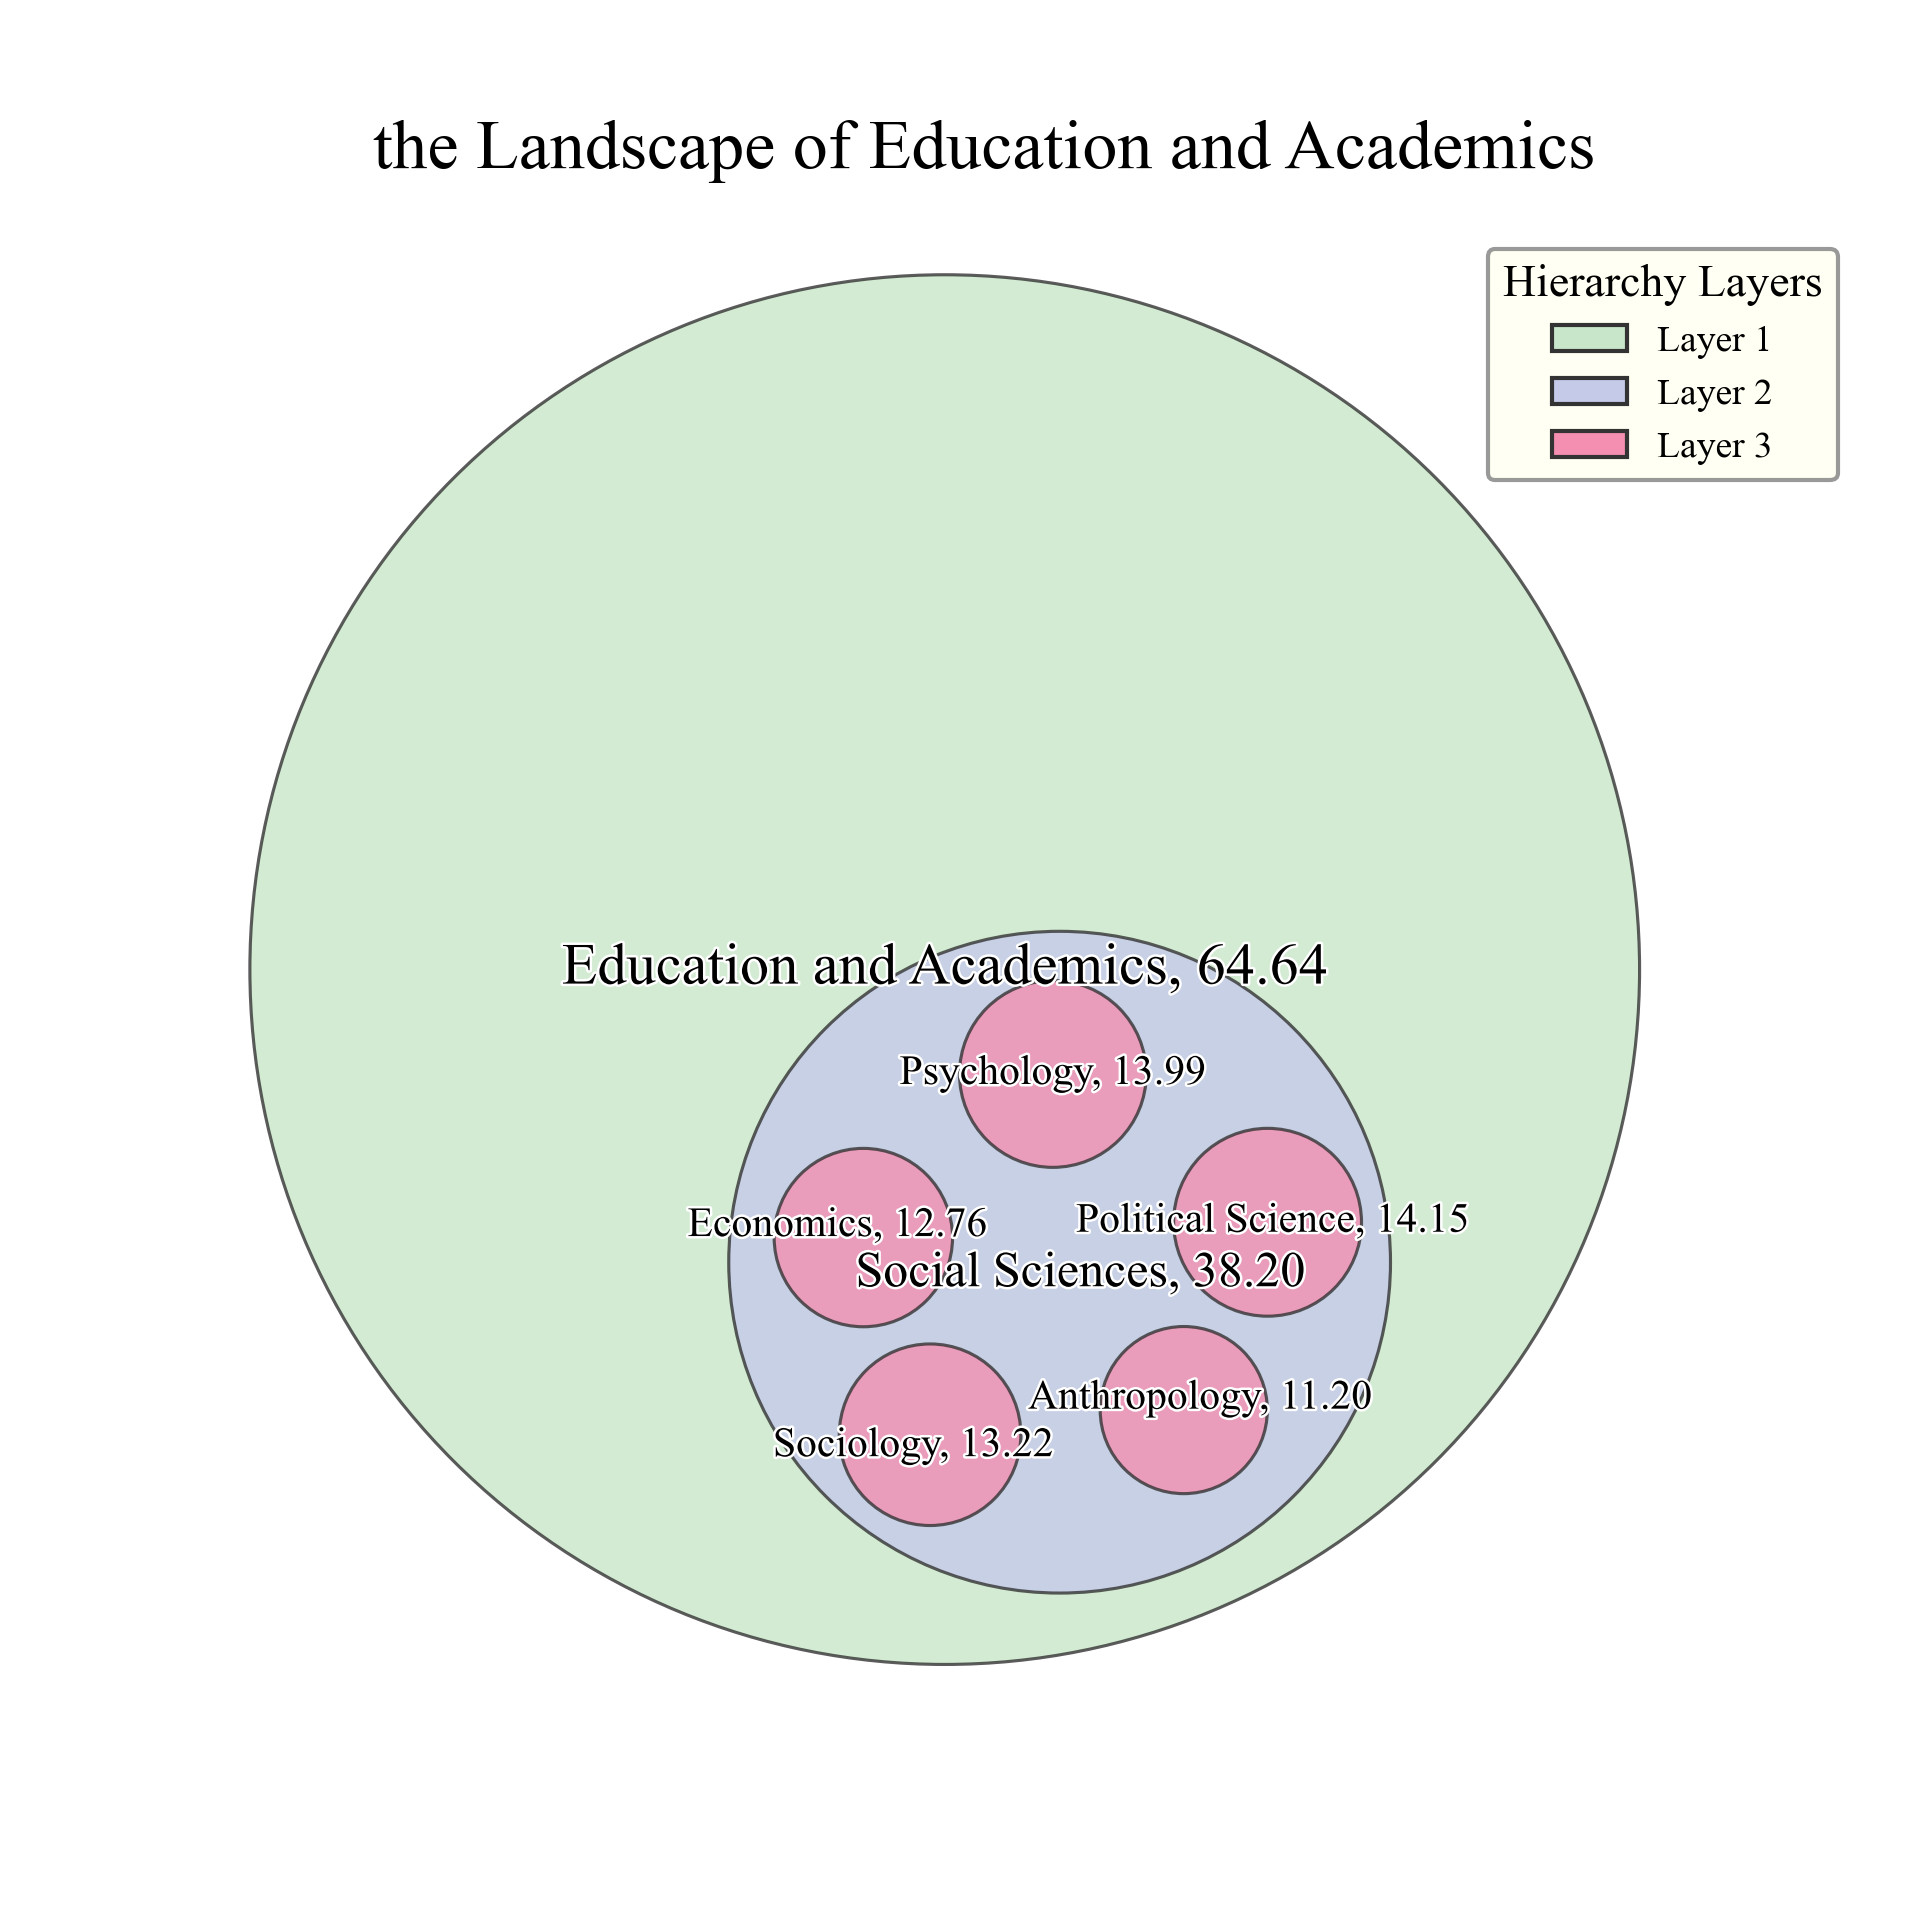 the Landscape of Education and Academics
Hierarchy Layers
Layer 1
Layer 2
Layer 3
Education and Academics, 64.64
Psychology, 13.99
Political Science, 14.15
Economics, 12.76
Social Sciences, 38.20
Anthropology, 11.20
Sociology, 13.22